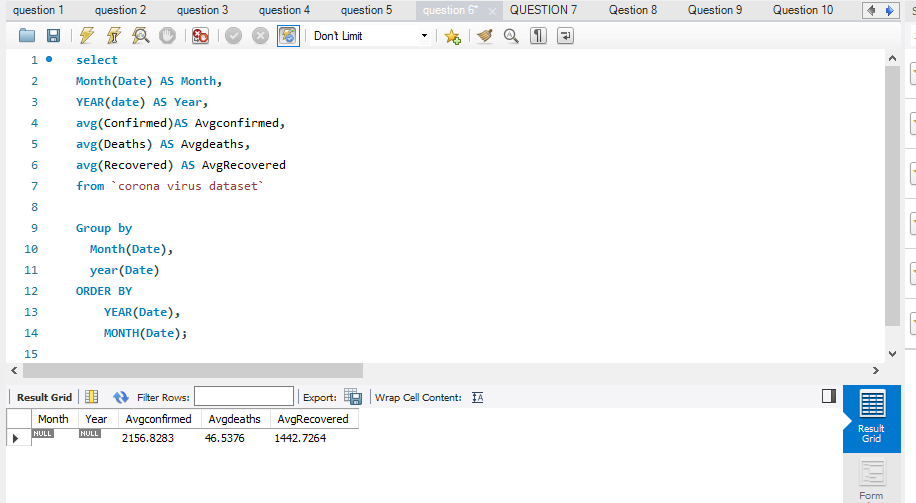 question 1 question 2 question 3 question 4 question 5 question 6* QUESTION 7 Qestion 8 Question 9 Question 10
Don't Limit
1 select
2 Month(Date) AS Month,
3 YEAR(date) AS Year,
4 avg(Confirmed)AS Avgconfirmed,
5 avg(Deaths) AS Avgdeaths,
6 avg(Recovered) AS AvgRecovered
7 from `corona virus dataset`
8
9 Group by
10 Month(Date),
11 year(Date)
12 ORDER BY
13 YEAR(Date),
14 MONTH(Date);
15
Result Grid Filter Rows: Export: Wrap Cell Content:
Month Year Avgconfirmed Avgdeaths AvgRecovered
NULL NULL 2156.8283 46.5376 1442.7264
Result
Grid
Form